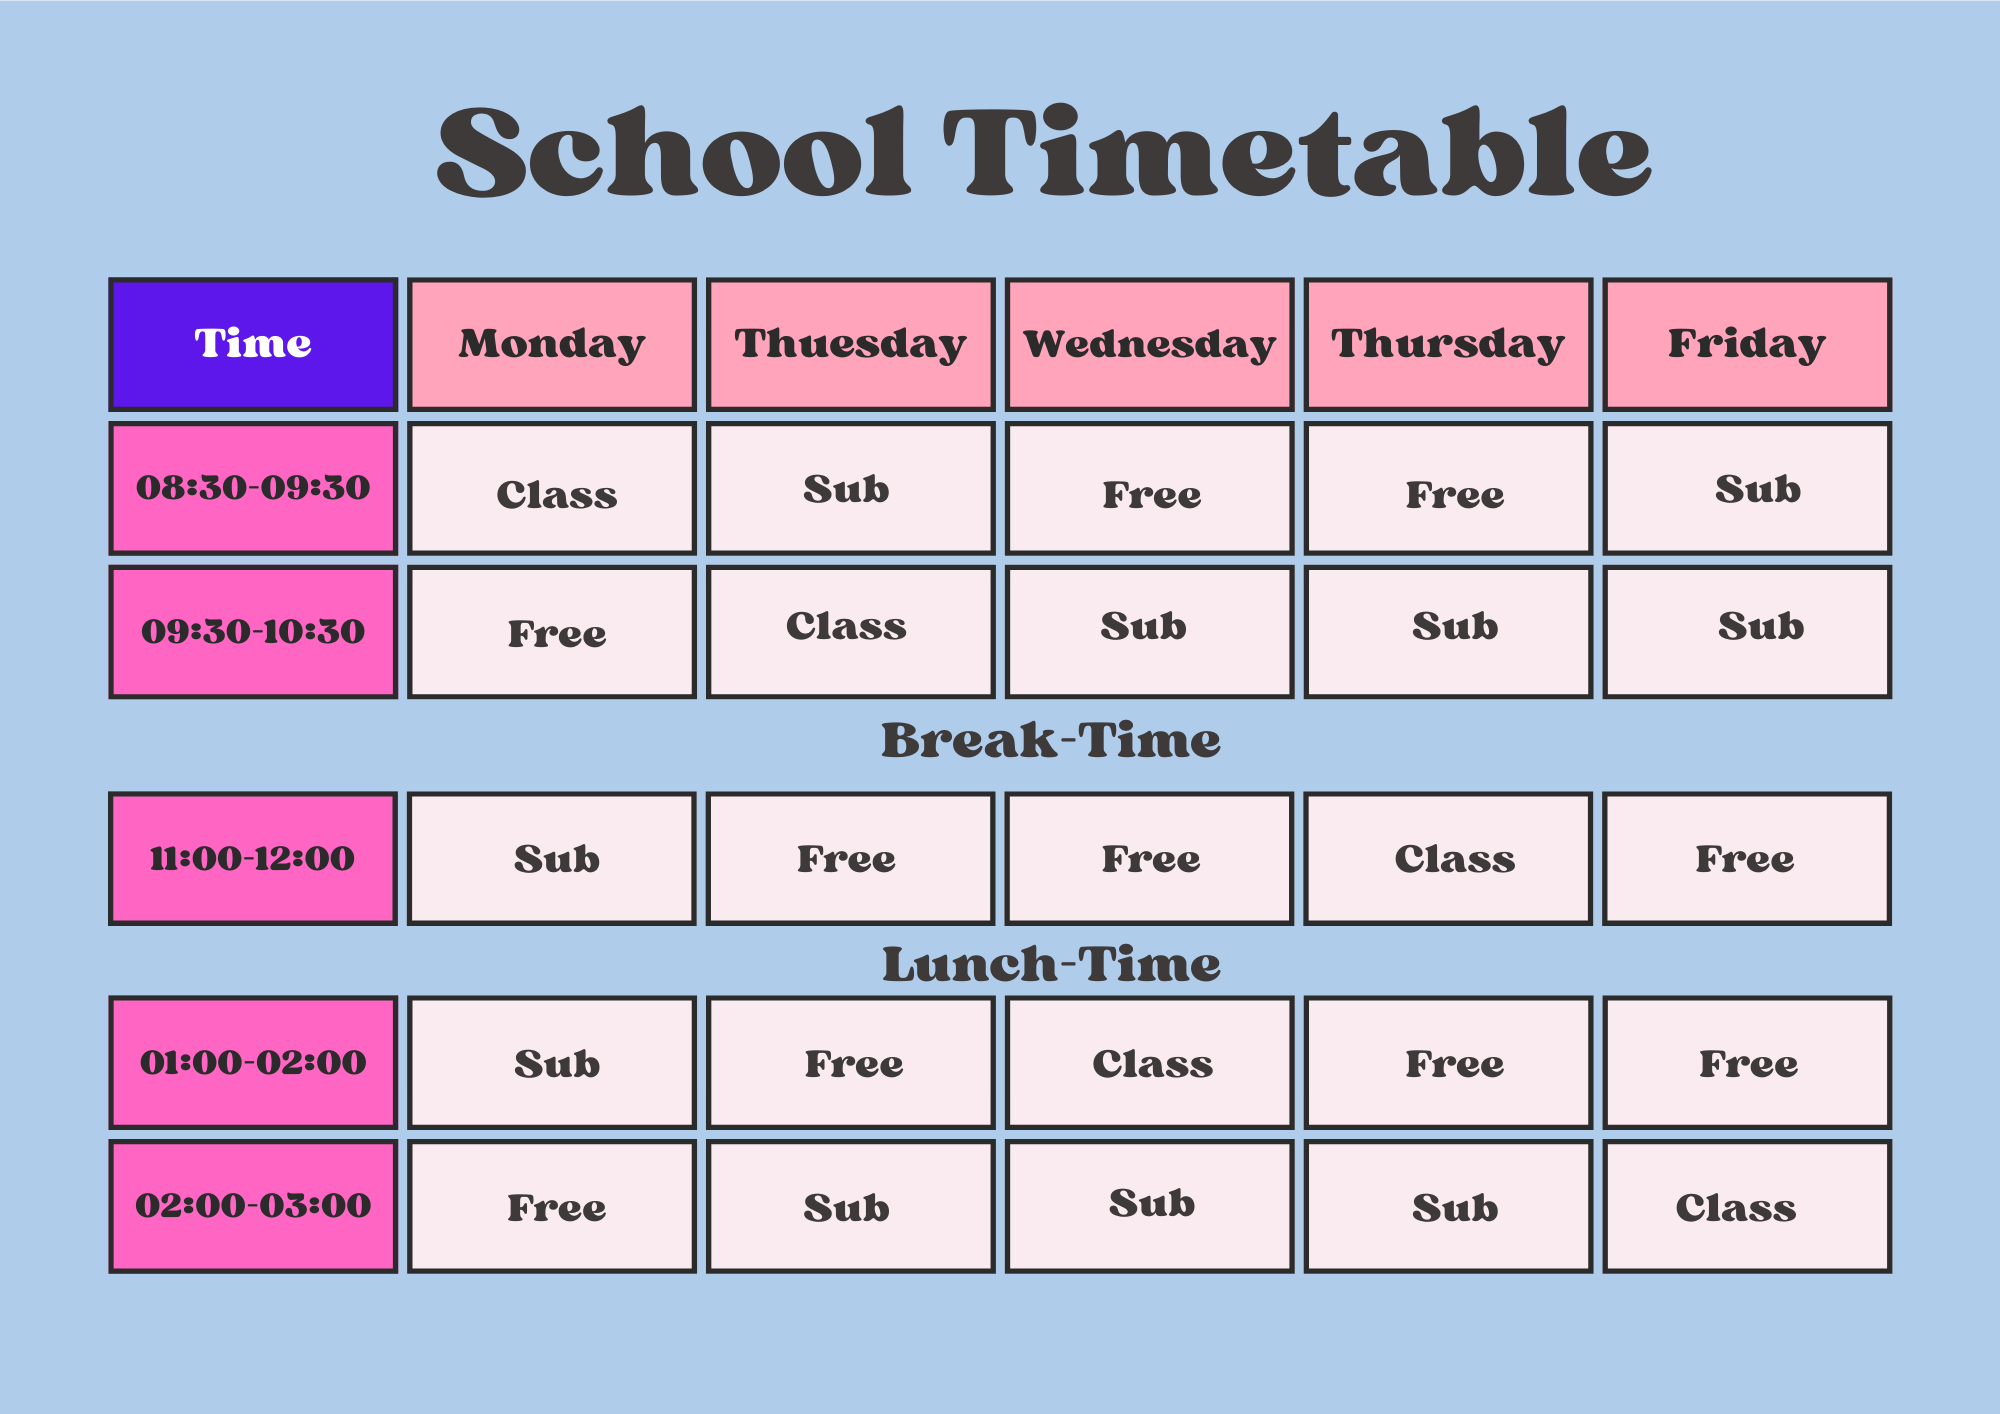 School Timetable
Time Monday Thuesday Wednesday Thursday Friday
08:30-09:30 Class Sub Free Free Sub
09:30-10:30 Free Class Sub Sub Sub
Break-Time
11:00-12:00 Sub Free Free Class Free
Lunch-Time
01:00-02:00 Sub Free Class Free Free
02:00-03:00 Free Sub Sub Sub Class